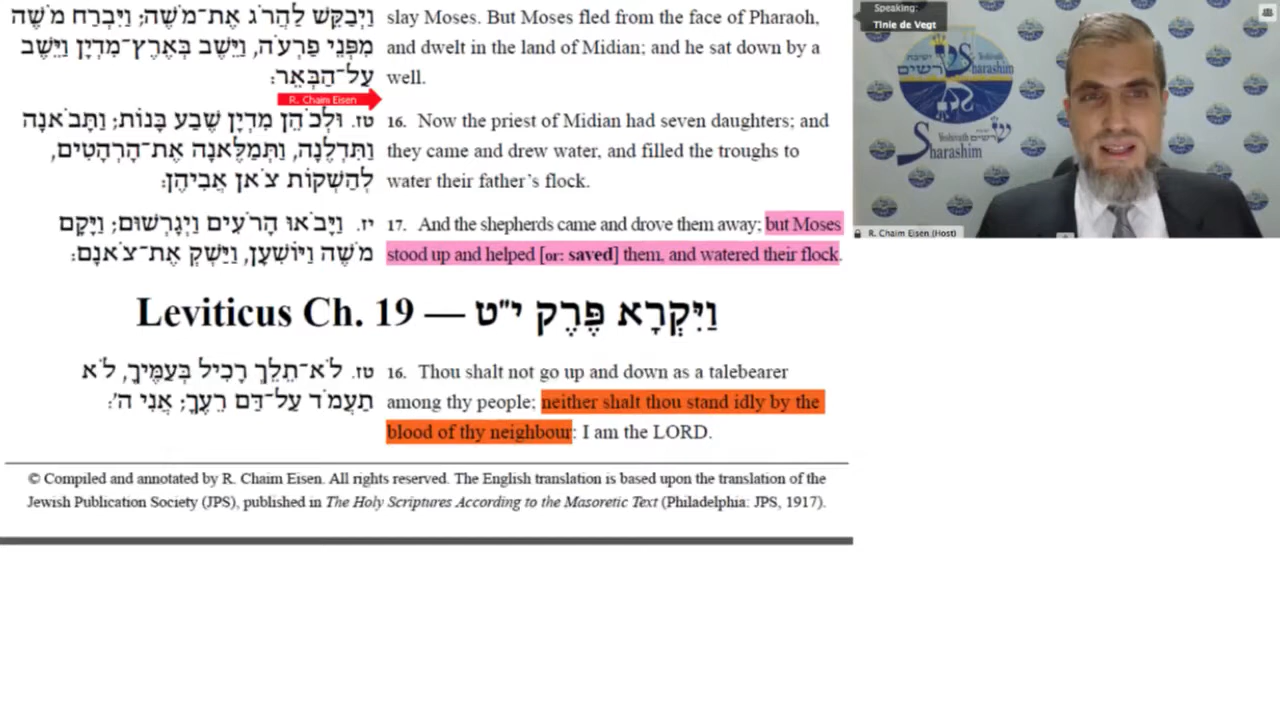 וַיְבַקֵּשׁ לַהֲרֹג אֶת־מֹשֶׁה; וַיִּבְרַח מֹשֶׁה
מִפְּנֵי פַרְעֹה, וַיֵּשֶׁב בְּאֶרֶץ־מִדְיָן וַיֵּשֶׁב
עַל־הַבְּאֵר:
slay Moses. But Moses fled from the face of Pharaoh,
and dwelt in the land of Midian; and he sat down by a
well.
R. Chaim Eisen
טז. וּלְכֹהֵן מִדְיָן שֶׁבַע בָּנוֹת; וַתָּבֹאנָה
וַתִּדְלֶנָה, וַתְּמַלֶּאנָה אֶת־הָרְהָטִים,
לְהַשְׁקוֹת צֹאן אֲבִיהֶן:
16. Now the priest of Midian had seven daughters; and
they came and drew water, and filled the troughs to
water their father's flock.
יז. וַיָּבֹאוּ הָרֹעִים וַיְגָרְשׁוּם; וַיָּקָם
מֹשֶׁה וַיּוֹשִׁעָן, וַיַּשְׁקְ אֶת־צֹאנָם:
17. And the shepherds came and drove them away; but Moses
stood up and helped [or: saved] them, and watered their flock.
Leviticus Ch. 19 — וַיִּקְרָא פֶּרֶק י"ט
טז. לֹא־תֵלֵךְ רָכִיל בְּעַמֶּיךָ, לֹא
תַעֲמֹד עַל־דַּם רֵעֶךָ; אֲנִי ה':
16. Thou shalt not go up and down as a talebearer
among thy people; neither shalt thou stand idly by the
blood of thy neighbour: I am the LORD.
© Compiled and annotated by R. Chaim Eisen. All rights reserved. The English translation is based upon the translation of the
Jewish Publication Society (JPS), published in The Holy Scriptures According to the Masoretic Text (Philadelphia: JPS, 1917).
Speaking:
Tinie de Vegt
Yeshivath
ישיבת
שרשים
Sharashim
Yeshivath שרשים
Sharashim
R. Chaim Eisen (Host)